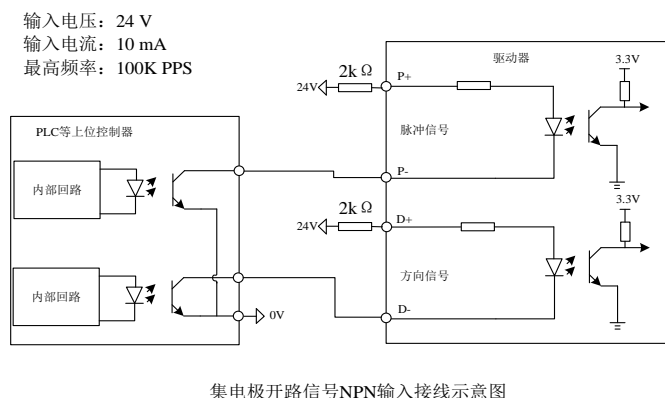 输入电压：24 V
输入电流：10 mA
最高频率：100K PPS
驱动器
3.3V
24V
2k Ω
P+
PLC等上位控制器
脉冲信号
内部回路
P-
24V
2k Ω
D+
3.3V
内部回路
方向信号
0V
D-
集电极开路信号NPN输入接线示意图